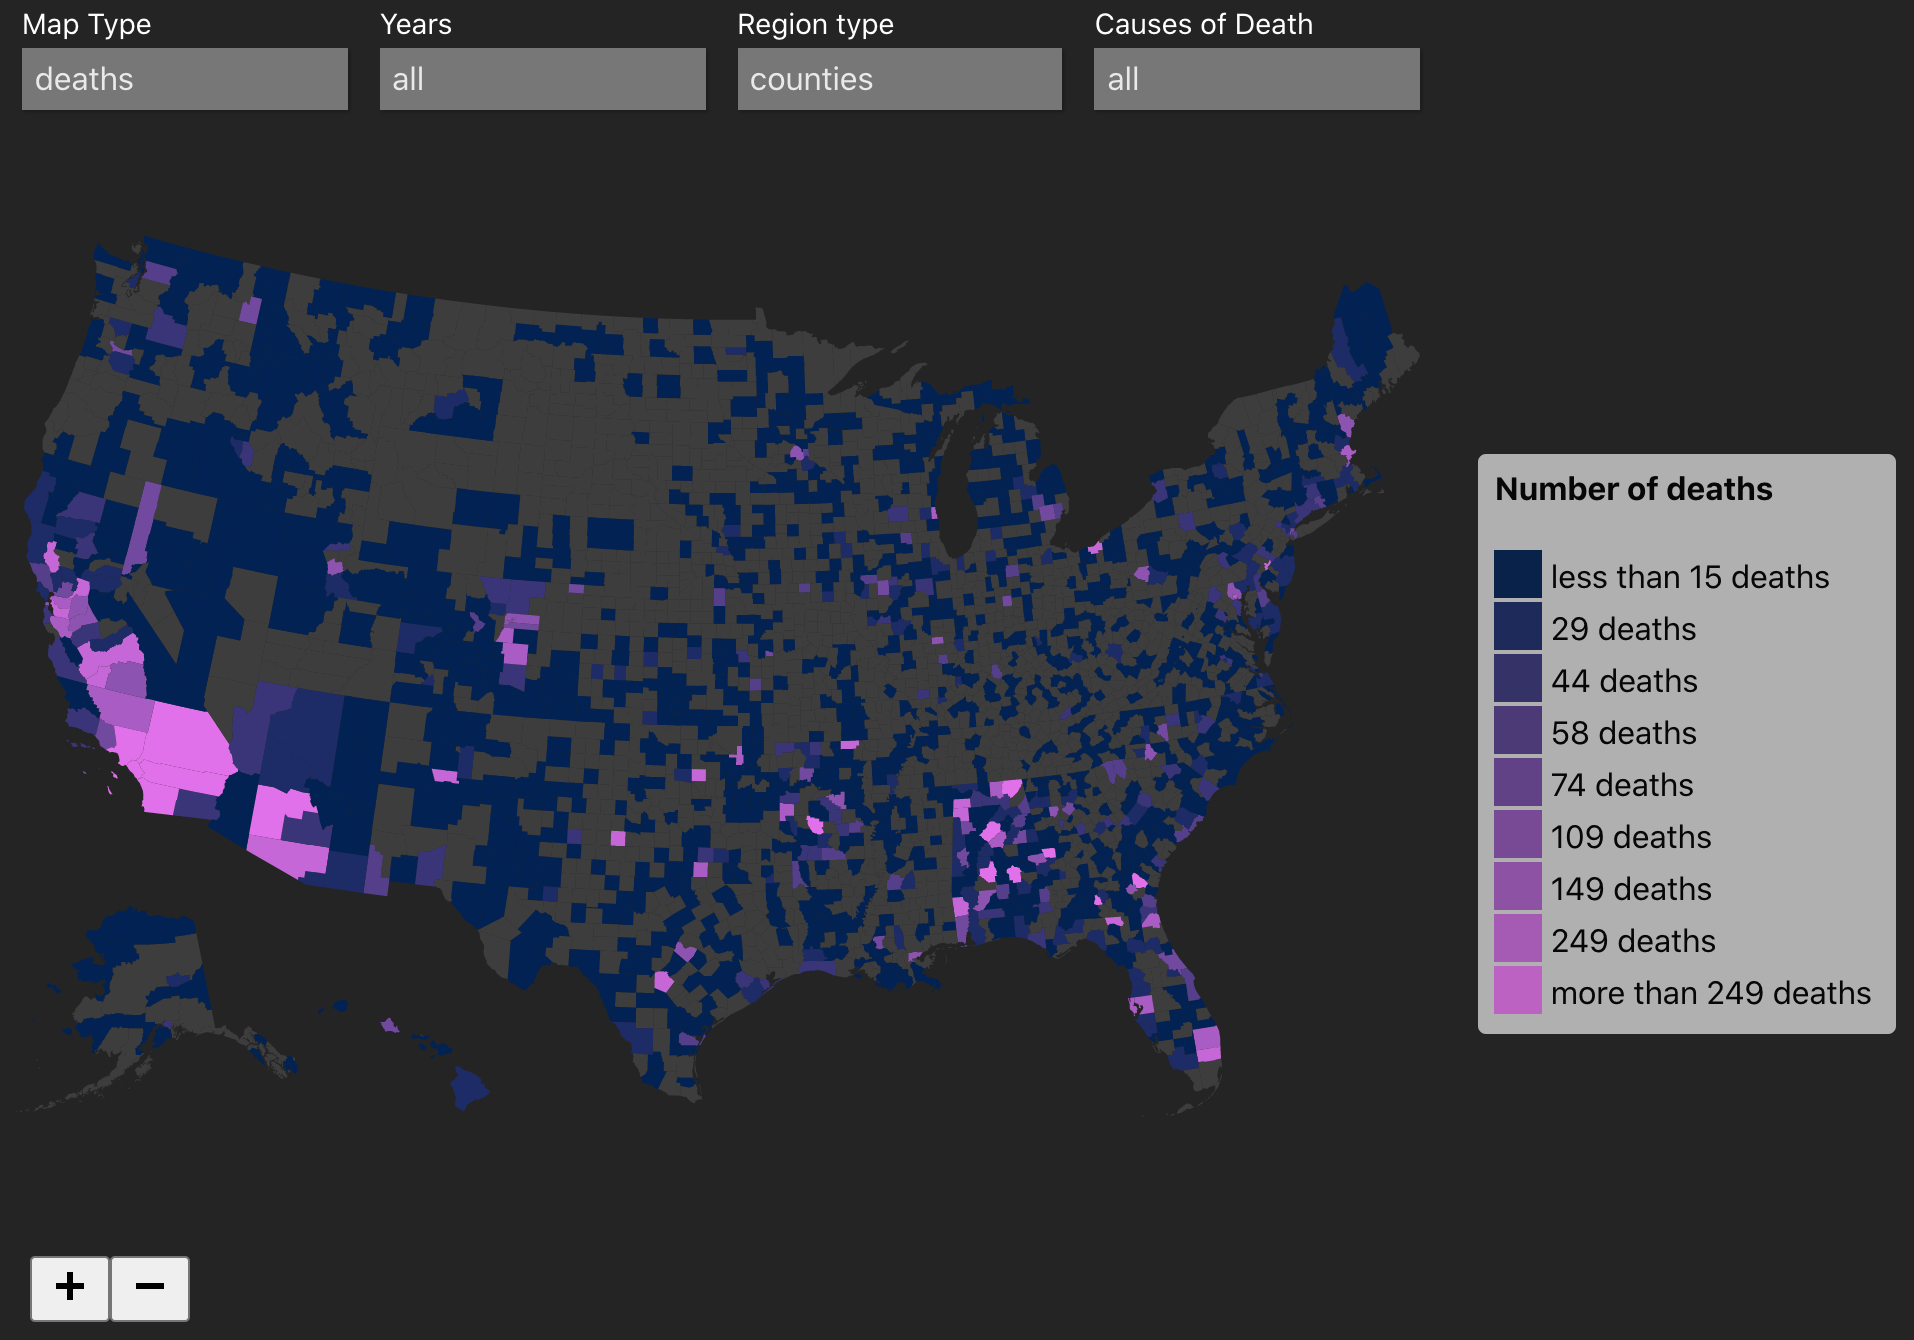 Map Type
Years
Region type
Causes of Death
deaths
all
counties
all
Number of deaths
less than 15 deaths
29 deaths
44 deaths
58 deaths
74 deaths
109 deaths
149 deaths
249 deaths
more than 249 deaths
+
−